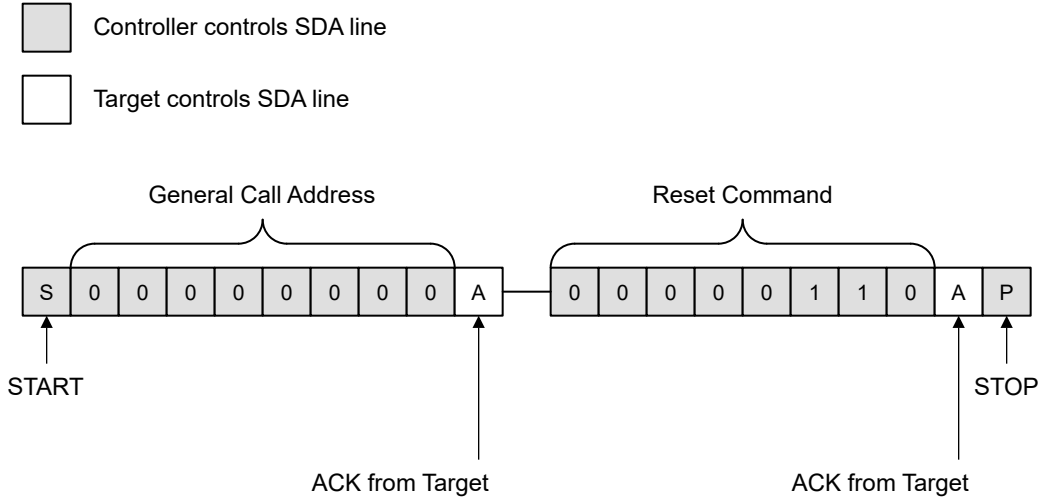 Controller controls SDA line
Target controls SDA line
General Call Address
Reset Command
S 0 0 0 0 0 0 0 0 A 0 0 0 0 0 1 1 0 A P
START
STOP
ACK from Target
ACK from Target